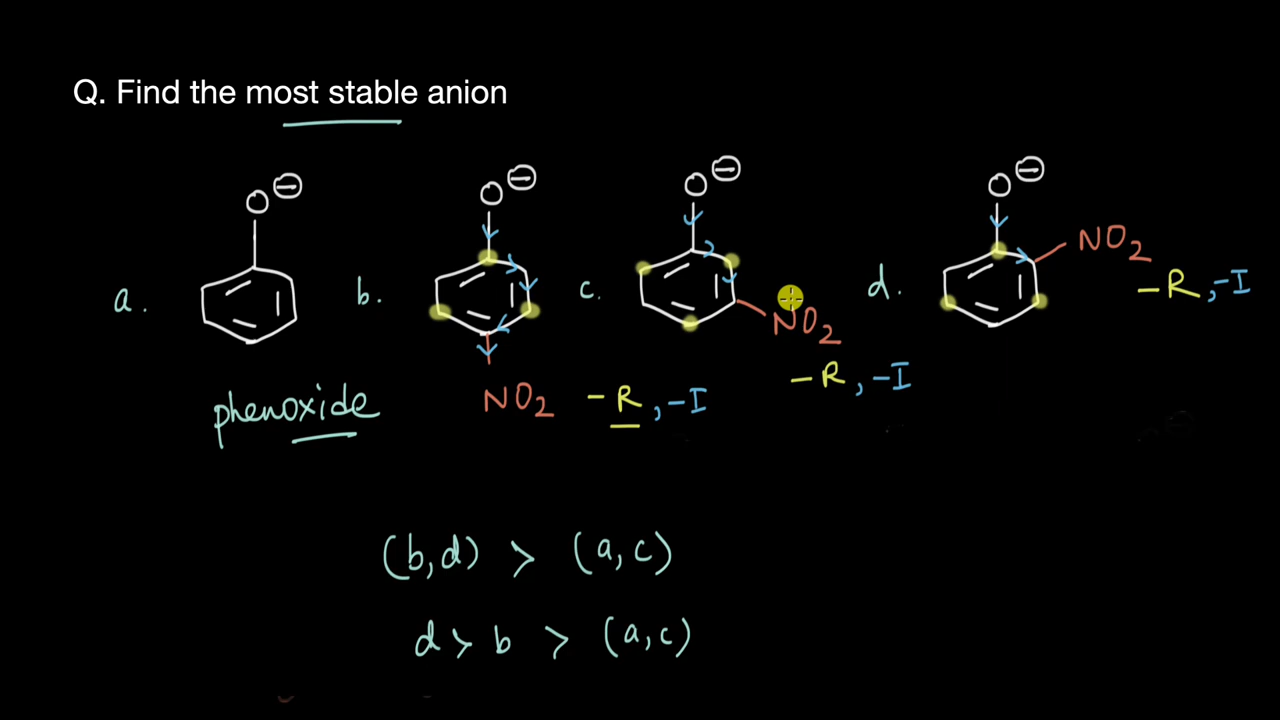 Q. Find the most stable anion
O⊖ O⊖ O⊖ O⊖
a. b. c. d.
NO2 NO2 NO2
-R, -I -R, -I -R, -I
phenoxide
(b,d) > (a,c)
d > b > (a,c)